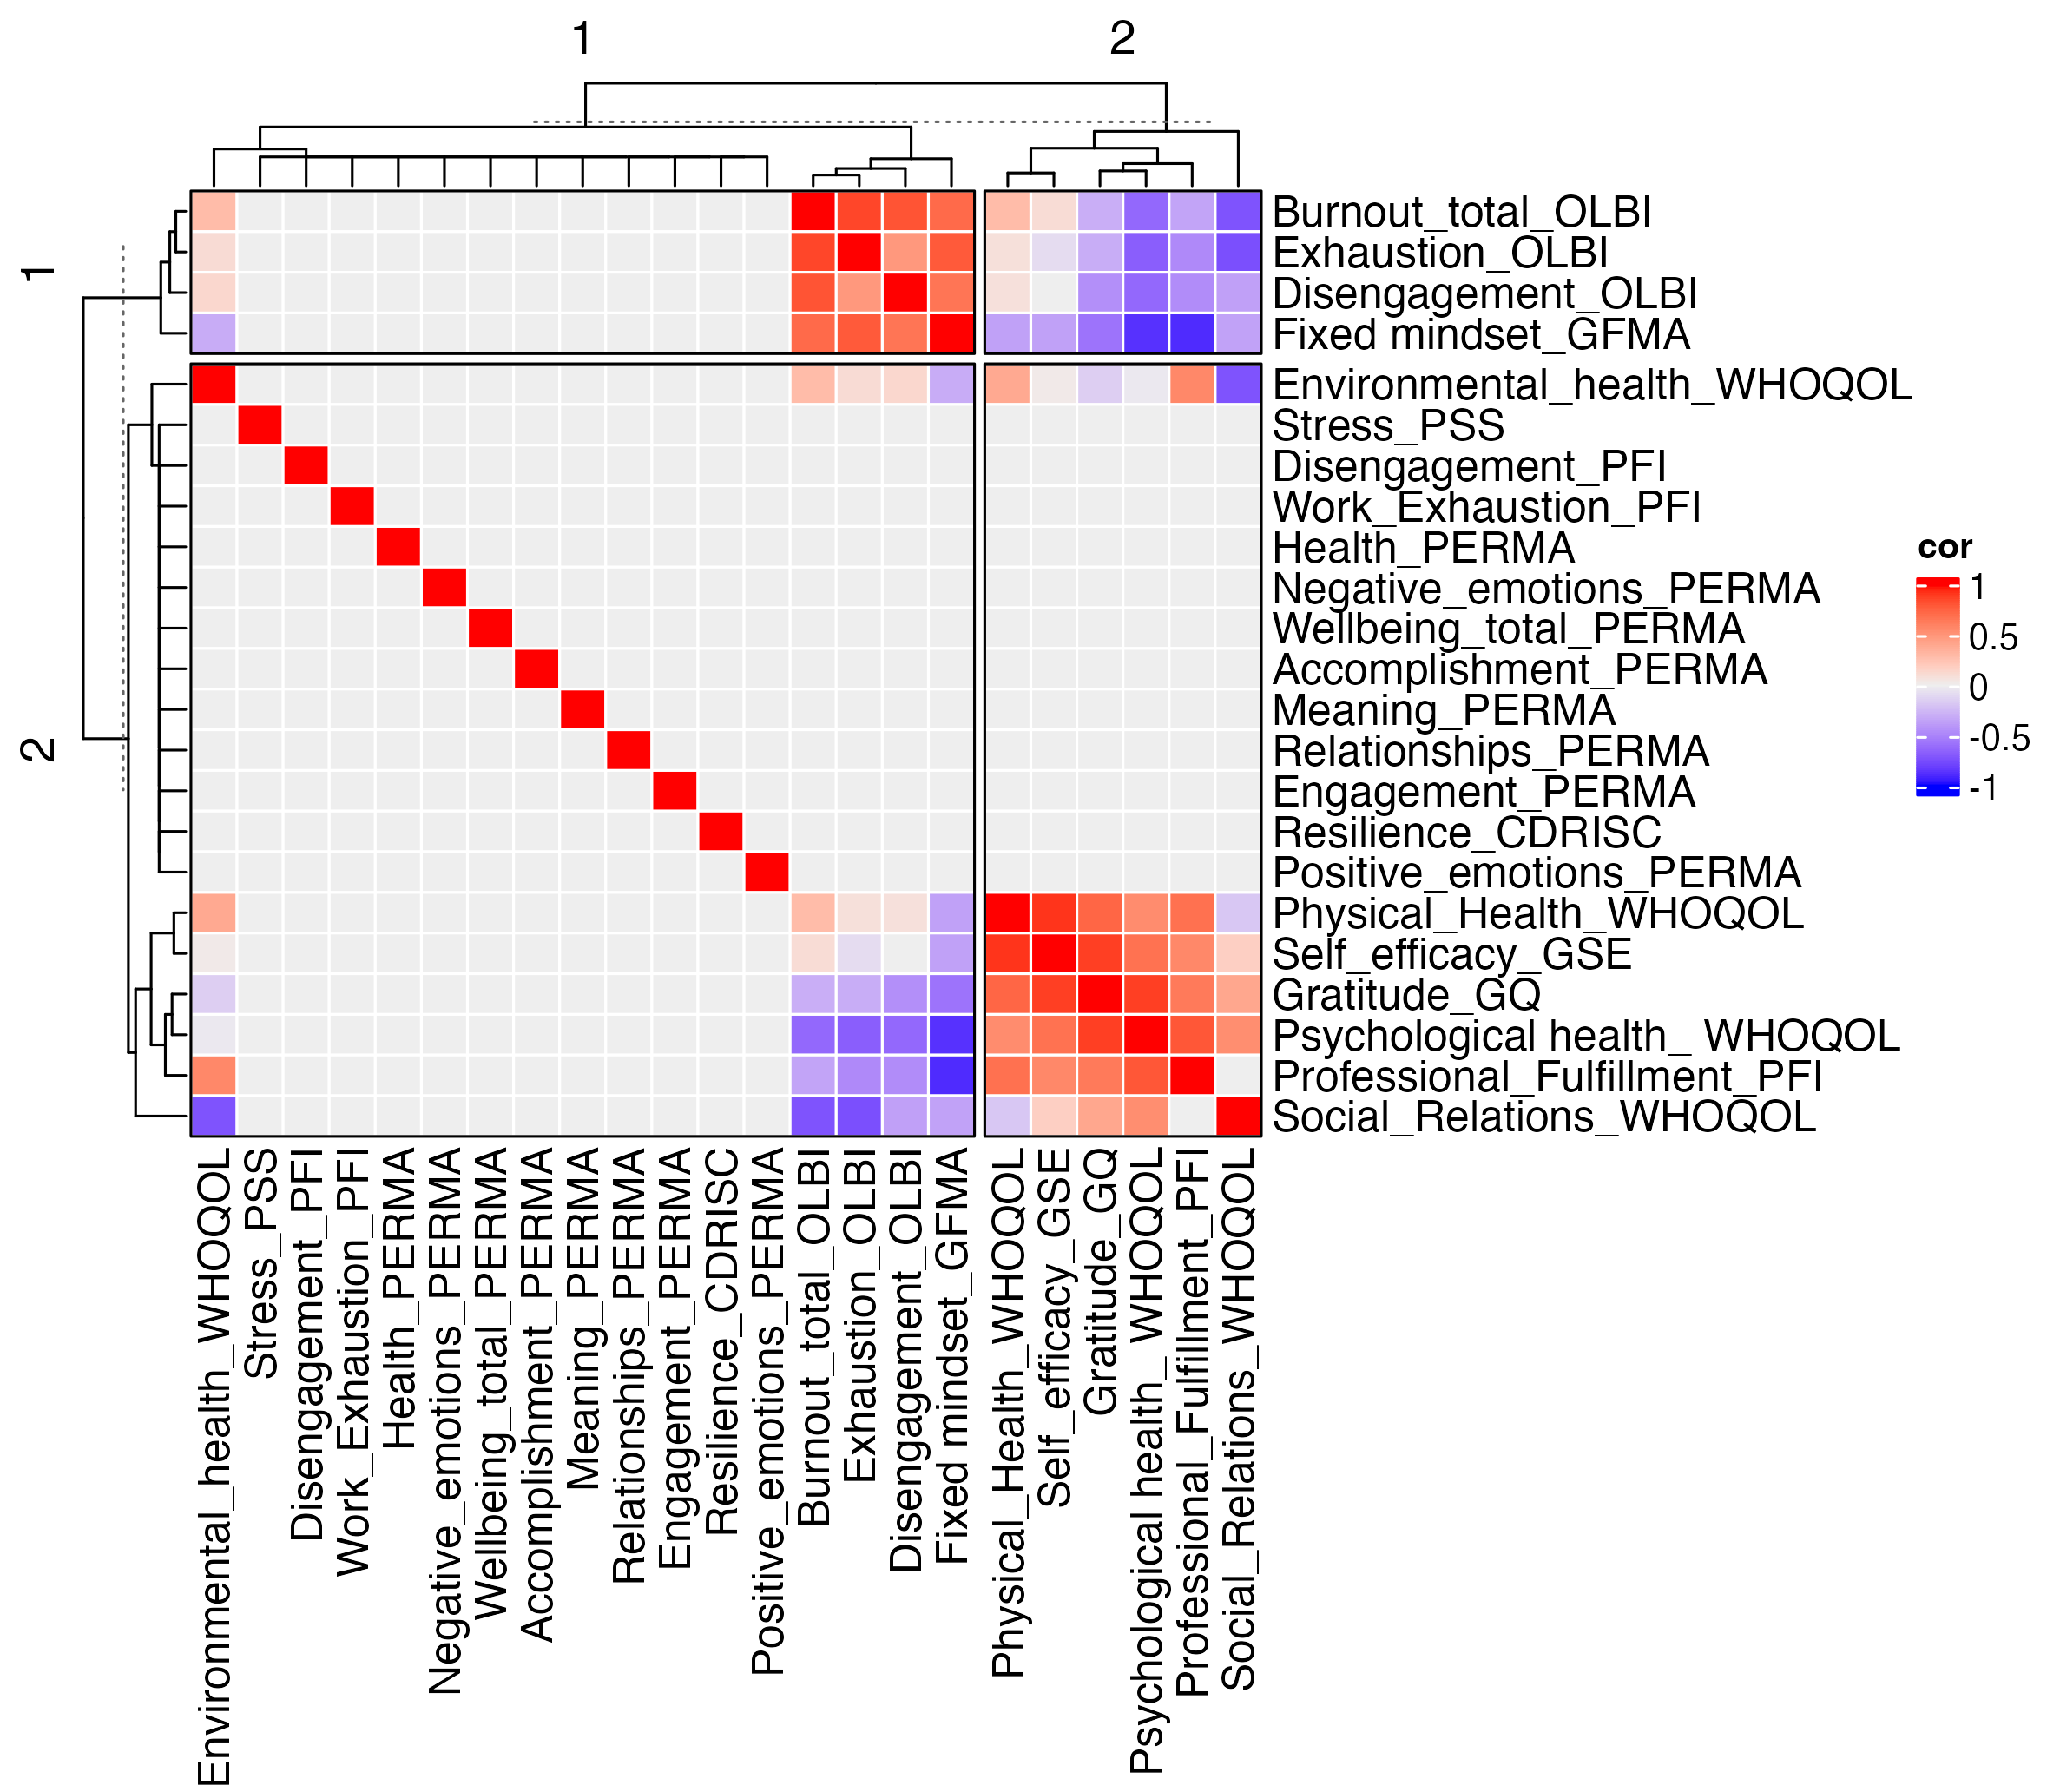 1
2
1
2
Burnout_total_OLBI
Exhaustion_OLBI
Disengagement_OLBI
Fixed mindset_GFMA
Environmental_health_WHOQOL
Stress_PSS
Disengagement_PFI
Work_Exhaustion_PFI
Health_PERMA
Negative_emotions_PERMA
Wellbeing_total_PERMA
Accomplishment_PERMA
Meaning_PERMA
Relationships_PERMA
Engagement_PERMA
Resilience_CDRISC
Positive_emotions_PERMA
Physical_Health_WHOQOL
Self_efficacy_GSE
Gratitude_GQ
Psychological health_ WHOQOL
Professional_Fulfillment_PFI
Social_Relations_WHOQOL
cor
1
0.5
0
-0.5
-1
Environmental_health_WHOQOL
Stress_PSS
Disengagement_PFI
Work_Exhaustion_PFI
Health_PERMA
Negative_emotions_PERMA
Wellbeing_total_PERMA
Accomplishment_PERMA
Meaning_PERMA
Relationships_PERMA
Engagement_PERMA
Resilience_CDRISC
Positive_emotions_PERMA
Burnout_total_OLBI
Exhaustion_OLBI
Disengagement_OLBI
Fixed mindset_GFMA
Physical_Health_WHOQOL
Self_efficacy_GSE
Gratitude_GQ
Psychological health_ WHOQOL
Professional_Fulfillment_PFI
Social_Relations_WHOQOL